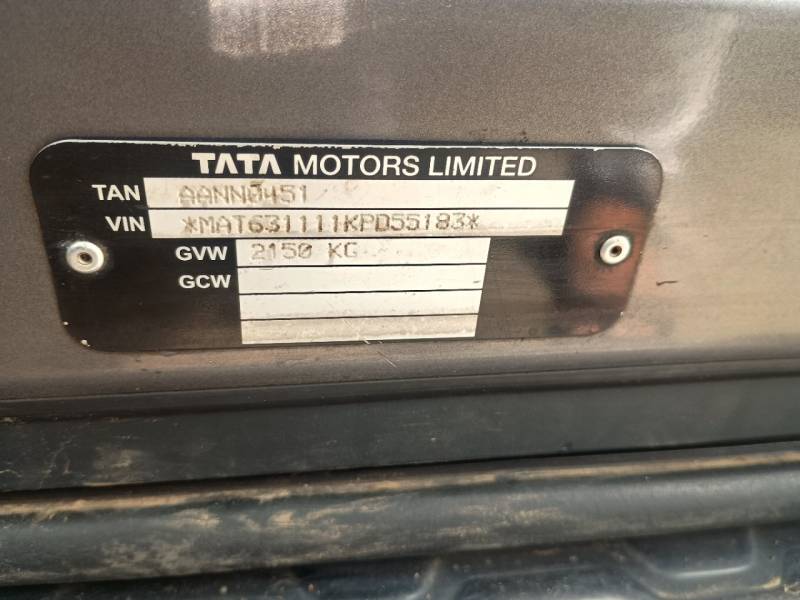 TATA MOTORS LIMITED
TAN AANN0451
VIN *MAT631111KPD55183*
GVW 2150 KG
GCW